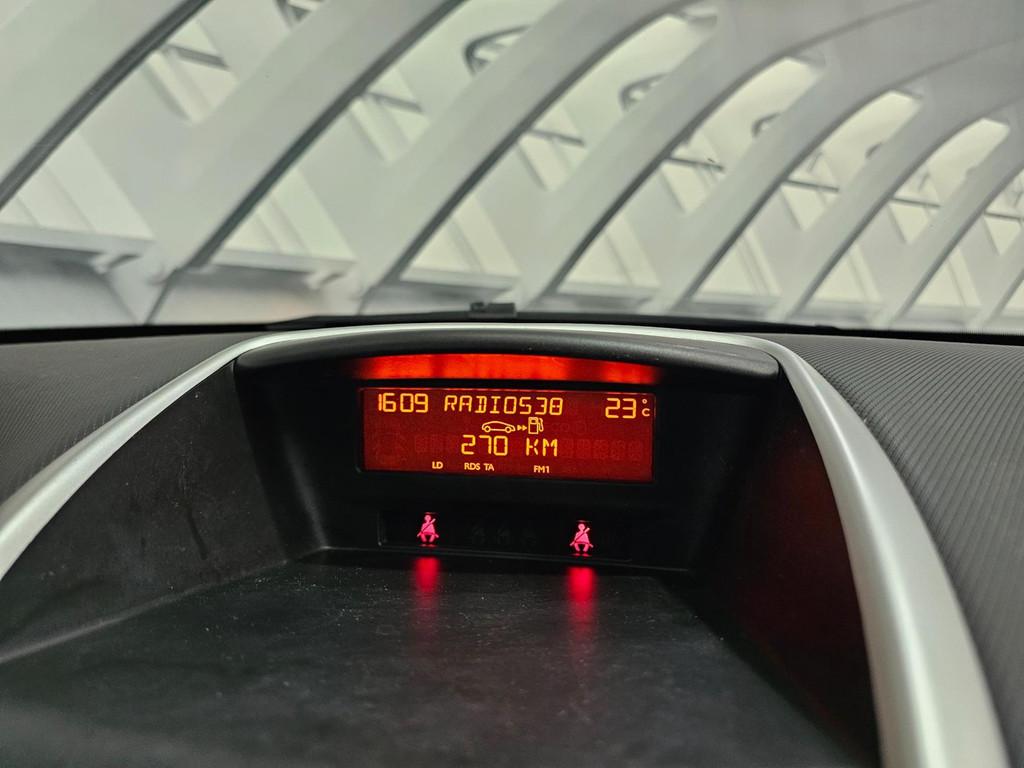 1609 RADIO538 23°C
270 KM
LD RDS TA FM1